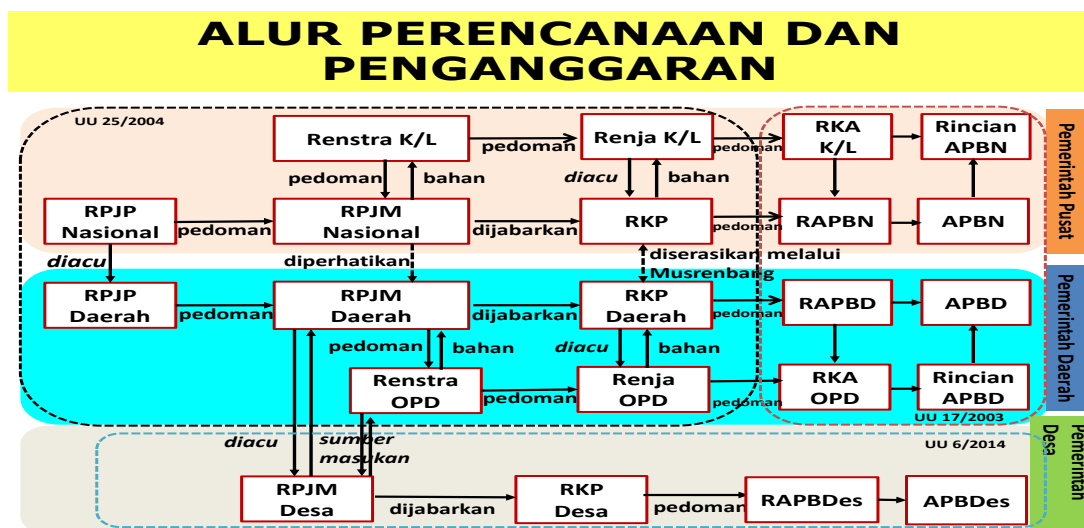 ALUR PERENCANAAN DAN
PENGANGGARAN
UU 25/2004
Renstra K/L
pedoman
Renja K/L
pedoman
RKA
K/L
Rincian
APBN
Pemerintah Pusat
pedoman
bahan
diacu
bahan
RPJP
Nasional
pedoman
RPJM
Nasional
dijabarkan
RKP
pedoman
RAPBN
APBN
diacu
diperhatikan
diserasikan melalui
Musrenbang
RPJP
Daerah
pedoman
RPJM
Daerah
dijabarkan
RKP
Daerah
pedoman
RAPBD
APBD
Pemerintah Daerah
pedoman
bahan
diacu
bahan
Renstra
OPD
pedoman
Renja
OPD
pedoman
RKA
OPD
Rincian
APBD
UU 17/2003
diacu
sumber
masukan
UU 6/2014
Pemerintan
Desa
RPJM
Desa
dijabarkan
RKP
Desa
pedoman
RAPBDes
APBDes